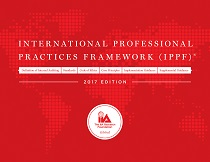 INTERNATIONAL PROFESSIONAL
PRACTICES FRAMEWORK (IPPF)®
Definition of Internal Auditing | Standards | Code of Ethics | Core Principles | Implementation Guidance | Supplemental Guidance
2017 EDITION
IIA